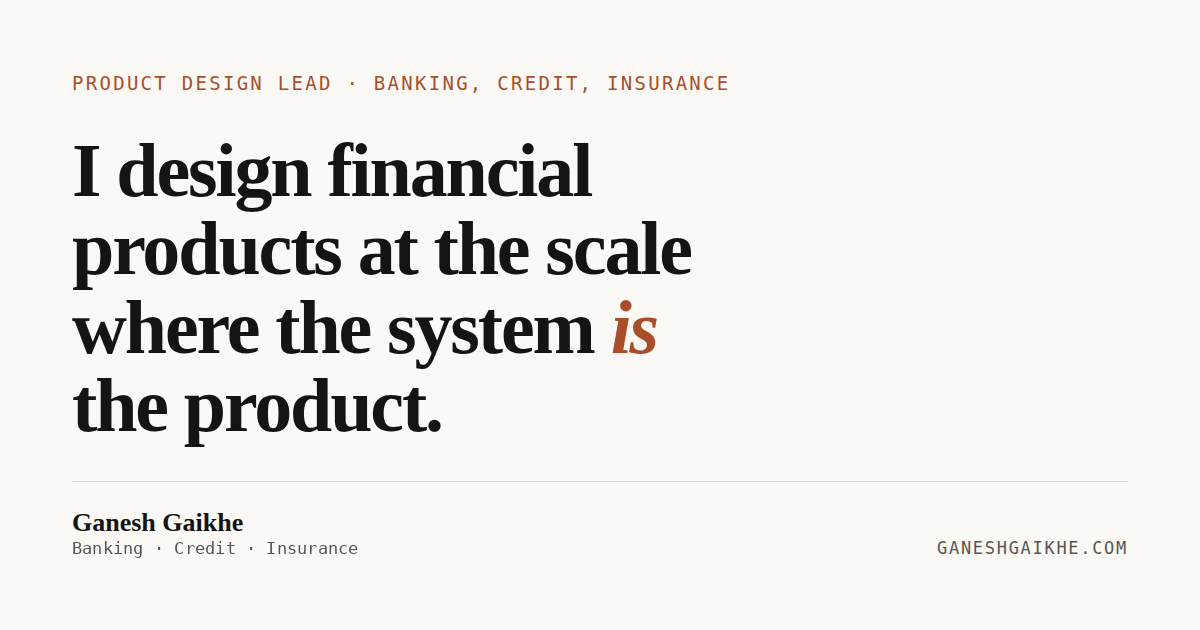 PRODUCT DESIGN LEAD · BANKING, CREDIT, INSURANCE
I design financial
products at the scale
where the system is
the product.
Ganesh Gaikhe
Banking · Credit · Insurance
GANESHGAIKHE.COM